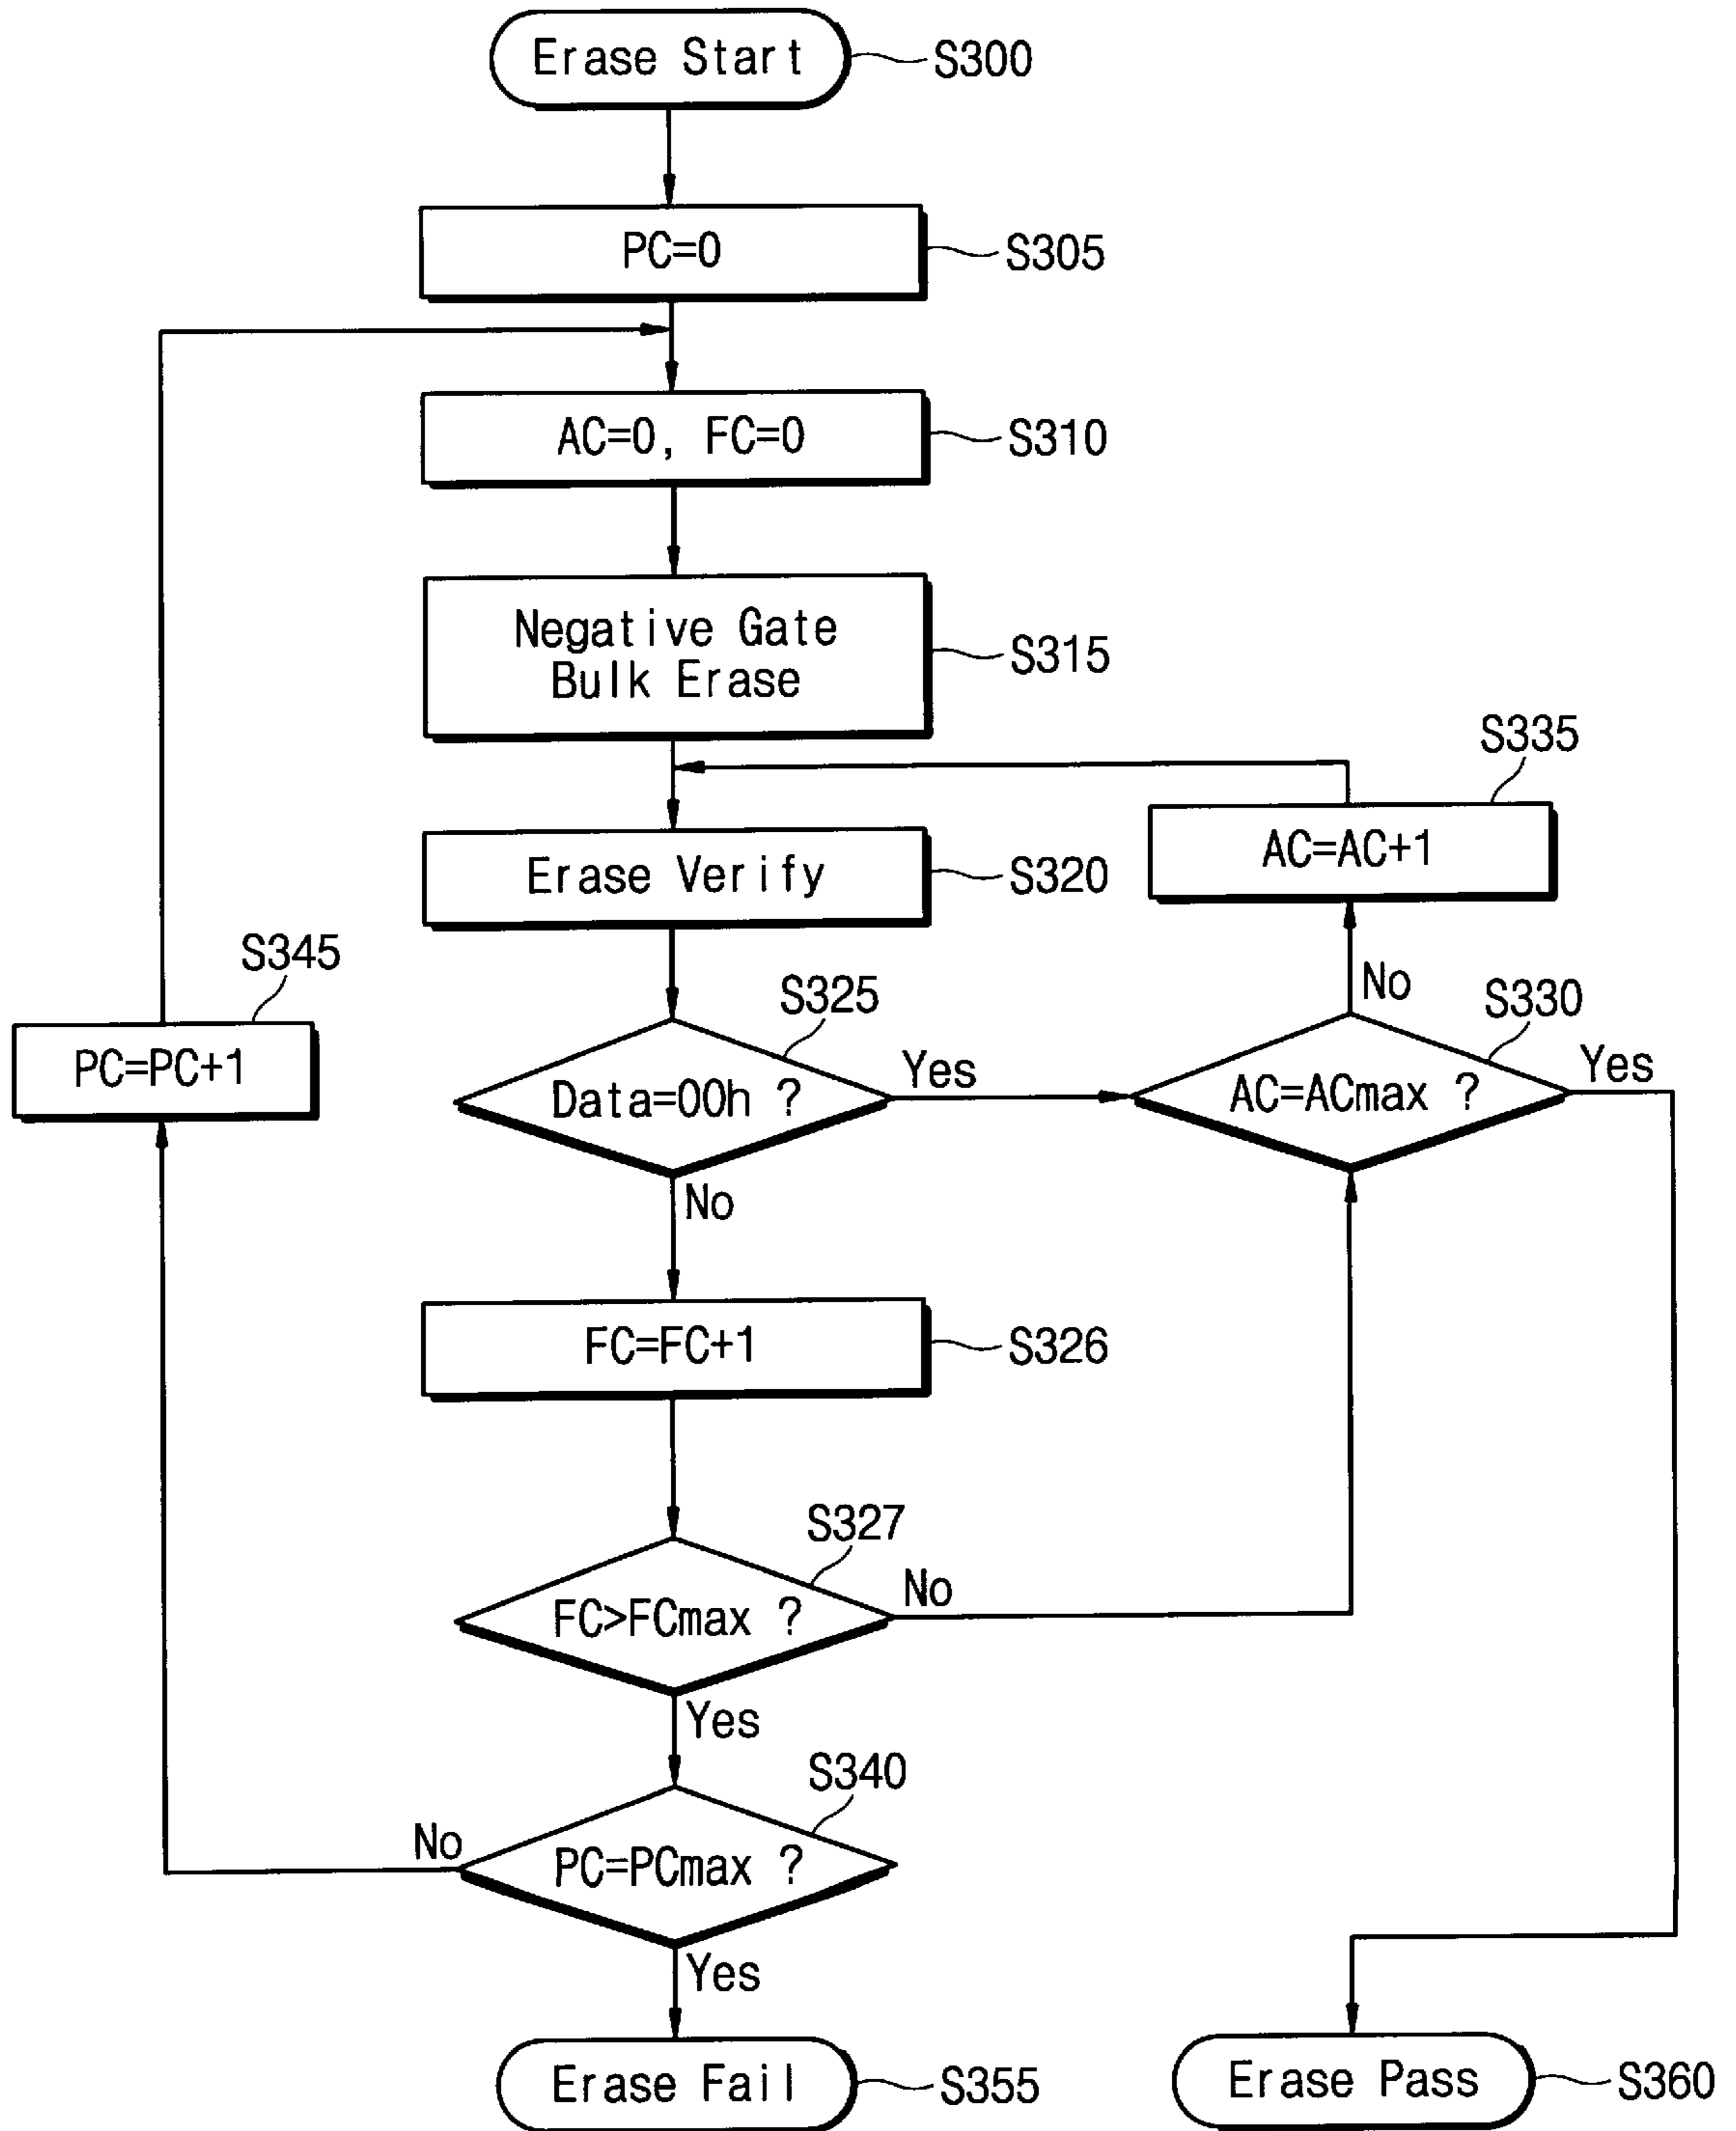 Erase Start
S300
PC=0
S305
AC=0, FC=0
S310
Negative Gate
Bulk Erase
S315
S335
AC=AC+1
Erase Verify
S320
S345
PC=PC+1
S325
Data=00h ?
Yes
No
No
S330
AC=ACmax ?
Yes
FC=FC+1
S326
S327
FC>FCmax ?
No
Yes
S340
PC=PCmax ?
No
Yes
Erase Fail
S355
Erase Pass
S360